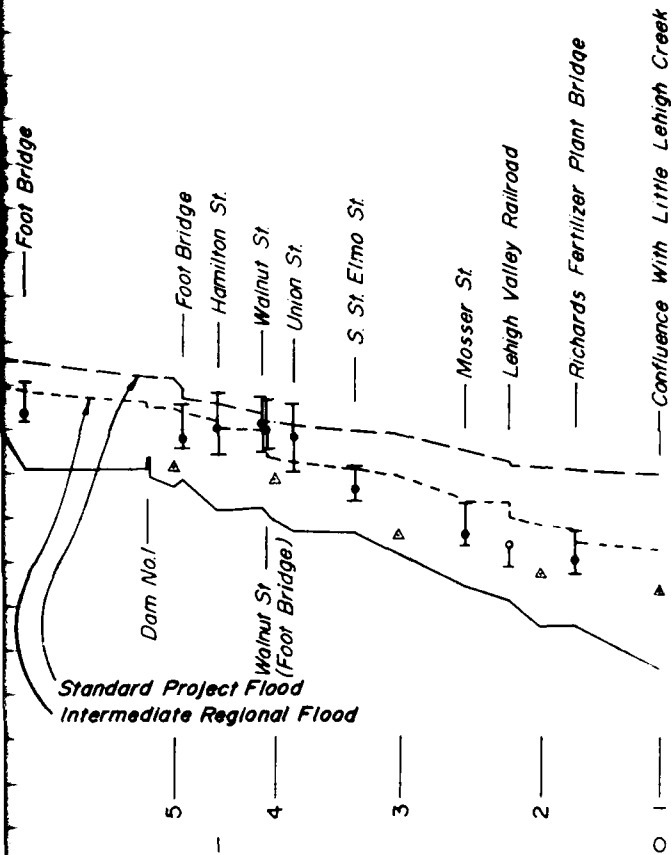 Foot Bridge
Foot Bridge
Hamilton St.
Walnut St.
Union St.
S. St. Elmo St.
Mosser St.
Lehigh Valley Railroad
Richards Fertilizer Plant Bridge
Confluence With Little Lehigh Creek
Dam No.1
Walnut St
(Foot Bridge)
Standard Project Flood
Intermediate Regional Flood
5
4
3
2
1
0